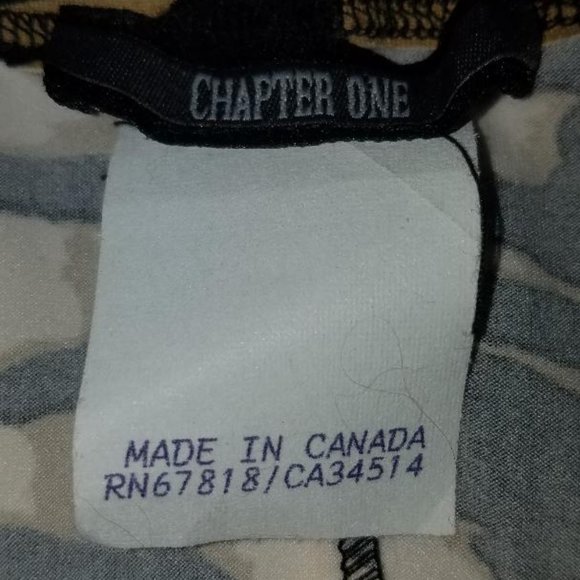 CHAPTER ONE
MADE IN CANADA
RN67818/CA34514